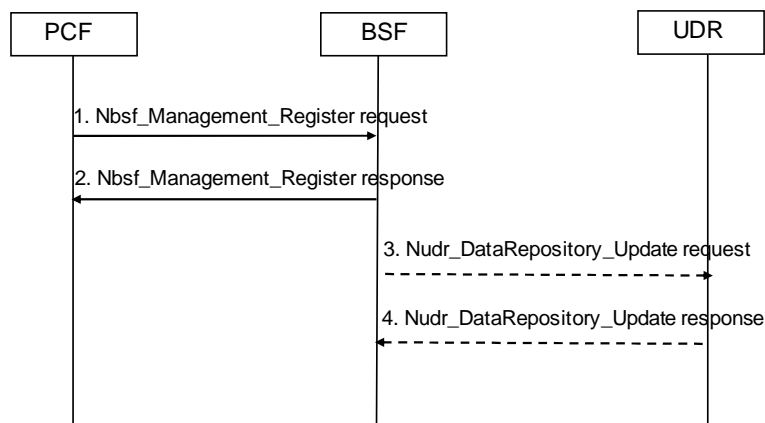 PCF
BSF
UDR
1. Nbsf_Management_Register request
2. Nbsf_Management_Register response
3. Nudr_DataRepository_Update request
4. Nudr_DataRepository_Update response